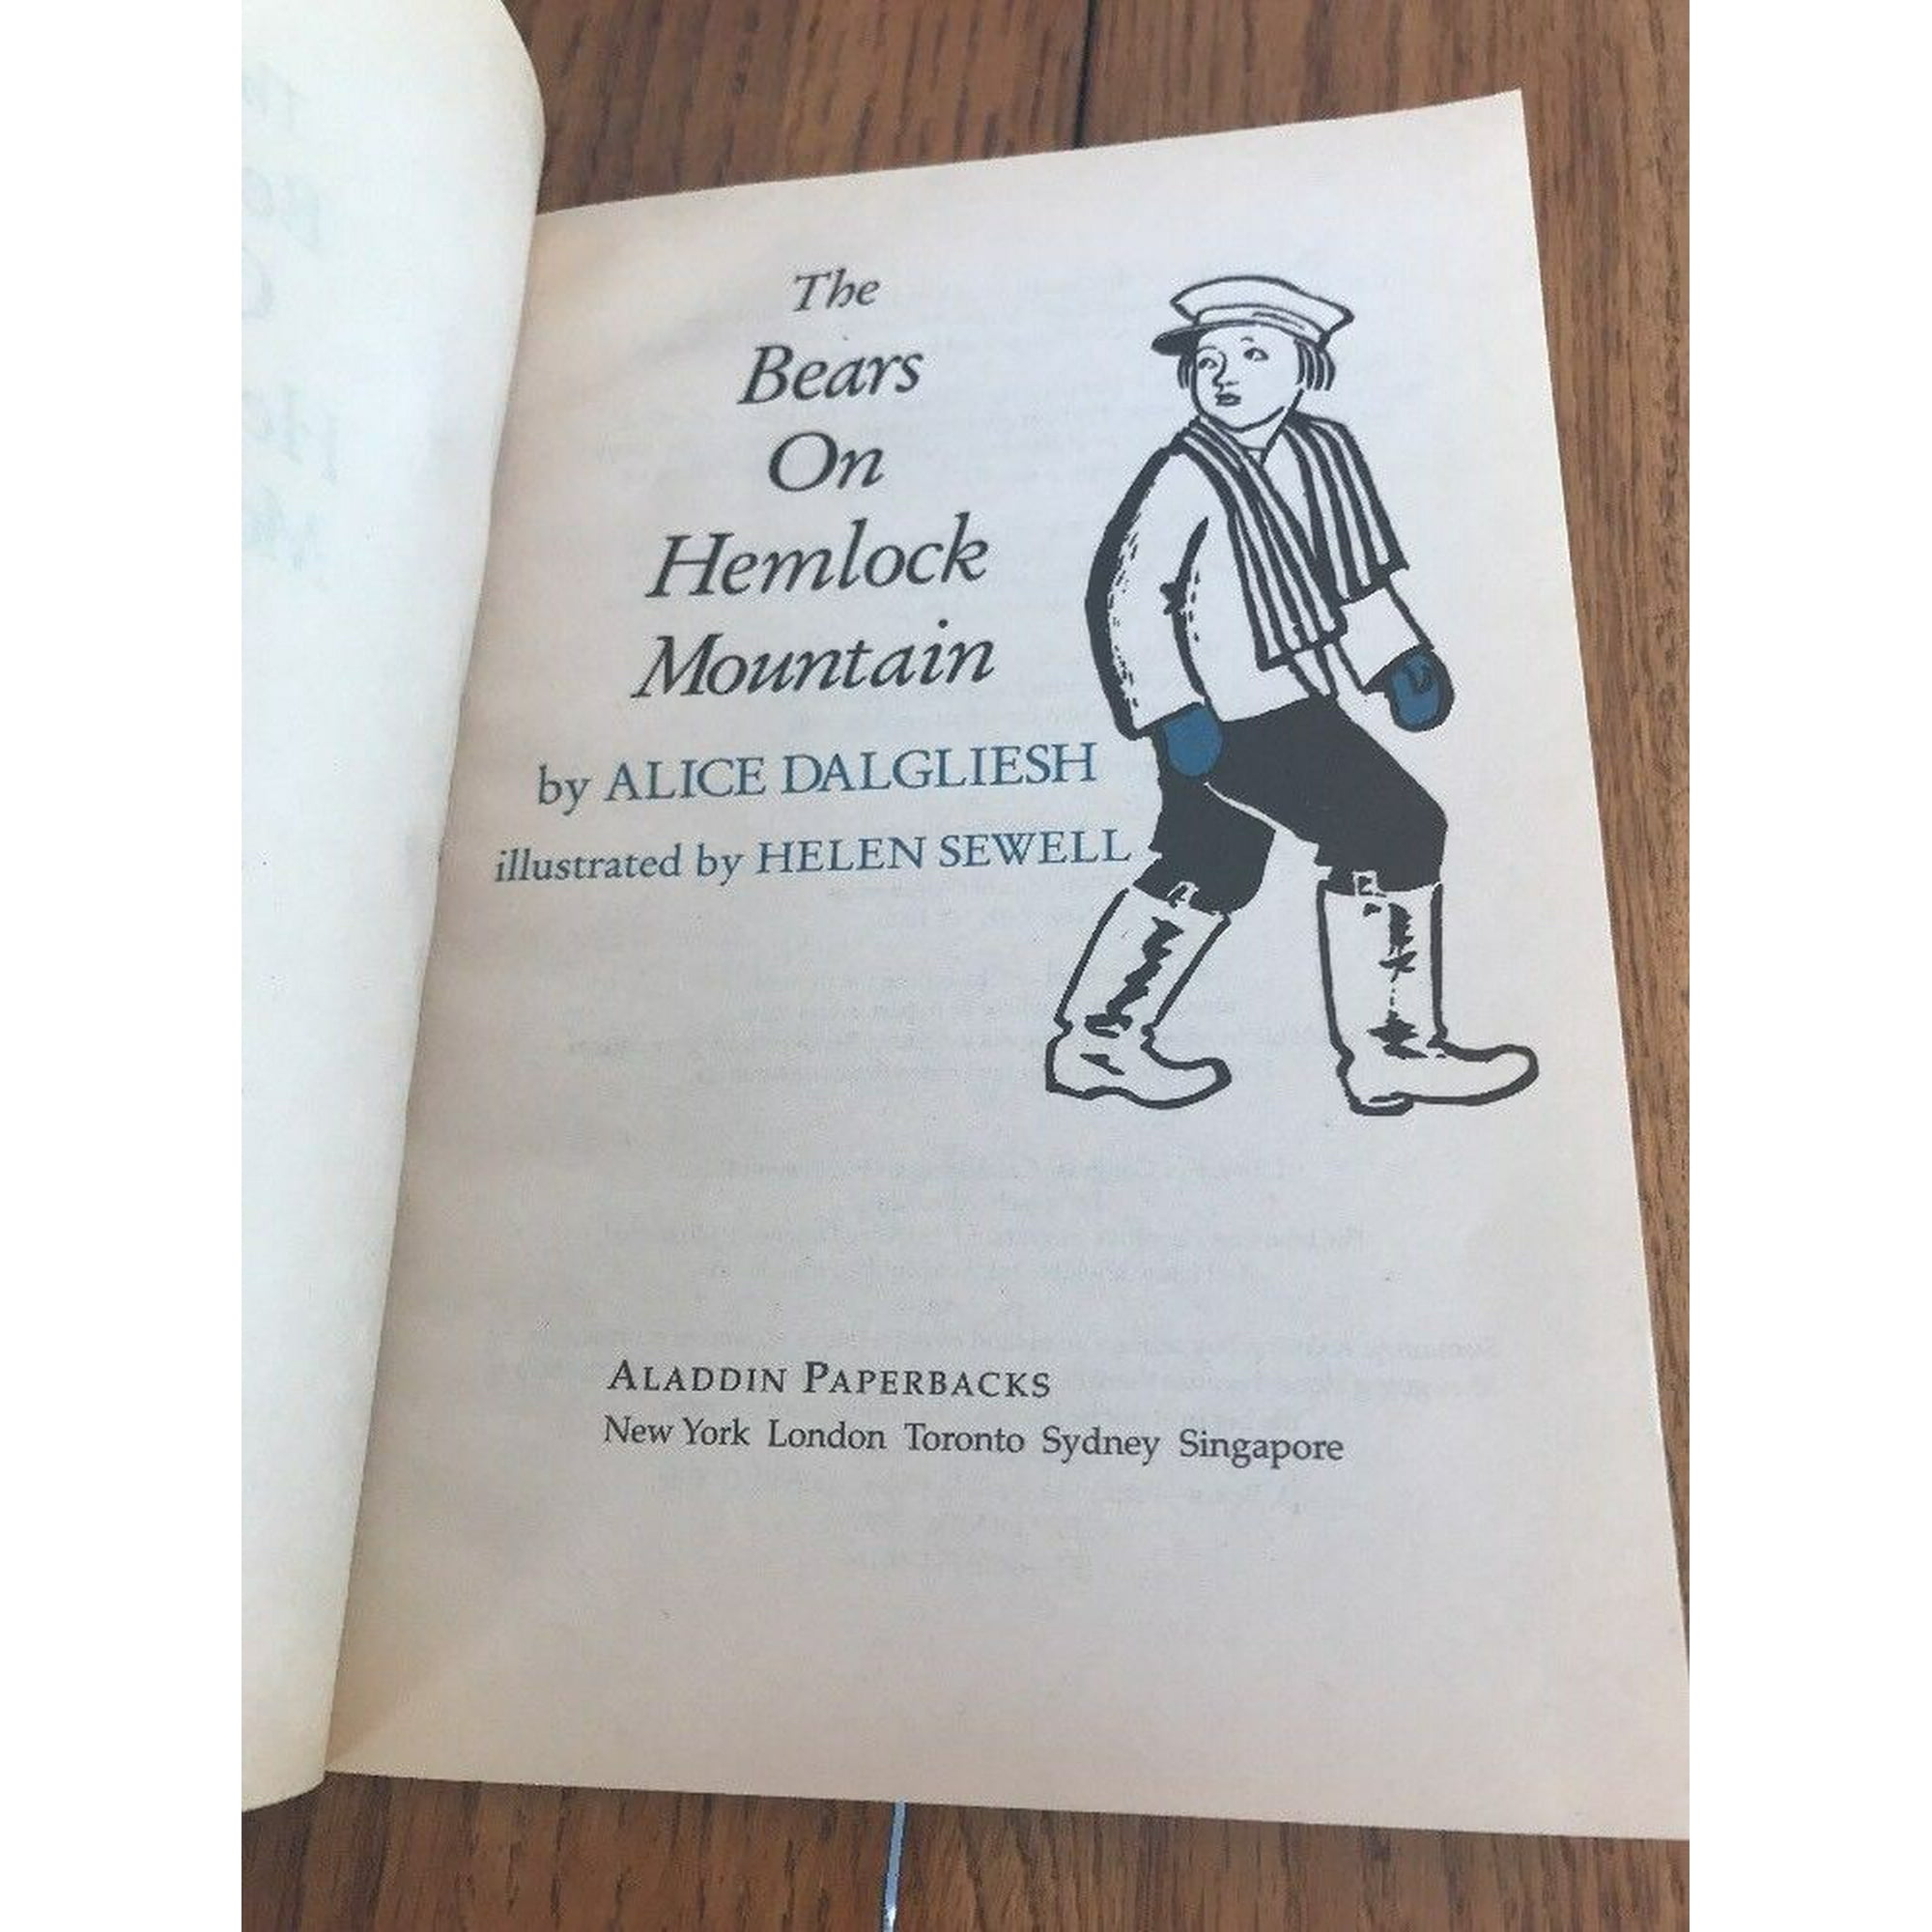 The
Bears
On
Hemlock
Mountain
by ALICE DALGLIESH
illustrated by HELEN SEWELL
ALADDIN PAPERBACKS
New York London Toronto Sydney Singapore